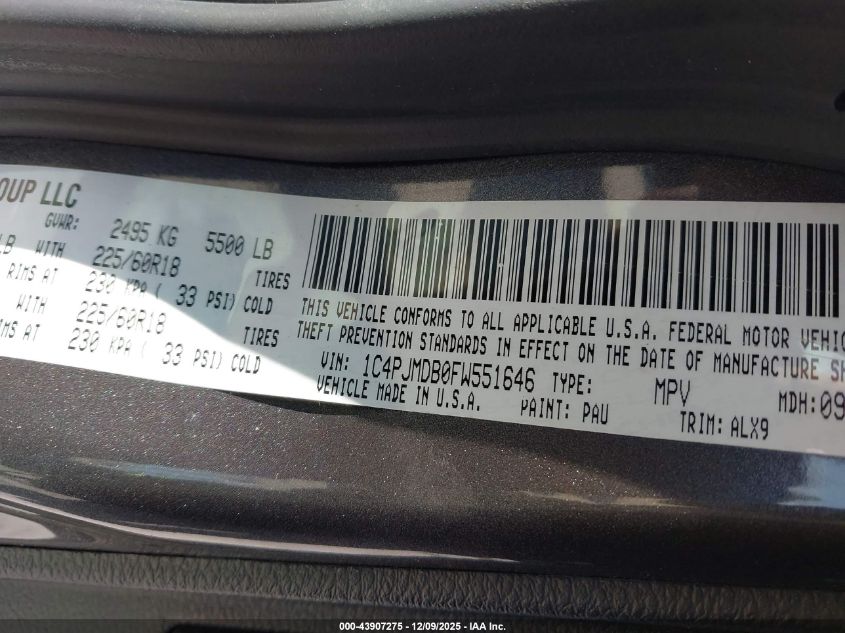 OUP LLC
GVWR: 2495 KG 5500 LB
LB WITH 225/60R18 TIRES
RIMS AT 230 KPA ( 33 PSI) COLD
WITH 225/60R18 TIRES
RIMS AT 230 KPA ( 33 PSI) COLD
THIS VEHICLE CONFORMS TO ALL APPLICABLE U.S.A. FEDERAL MOTOR VEHIC
THEFT PREVENTION STANDARDS IN EFFECT ON THE DATE OF MANUFACTURE SH
VIN: 1C4PJMDB0FW551646 TYPE: MPV MDH:09
VEHICLE MADE IN U.S.A. PAINT: PAU TRIM: ALX9
000-43907275 - 12/09/2025 - IAA Inc.